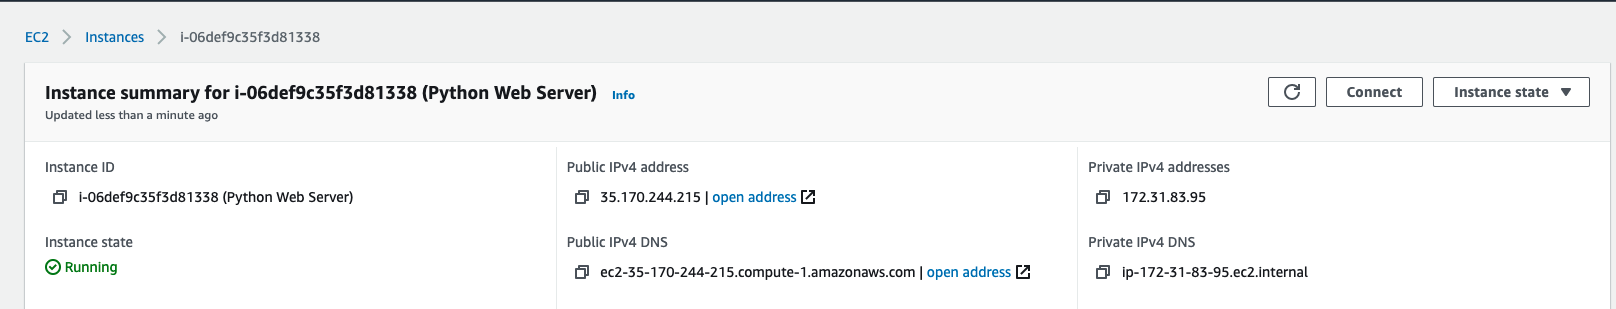 EC2 Instances i-06def9c35f3d81338
Instance summary for i-06def9c35f3d81338 (Python Web Server) Info
Updated less than a minute ago
Connect
Instance state
Instance ID
i-06def9c35f3d81338 (Python Web Server)
Instance state
Running
Public IPv4 address
35.170.244.215 | open address
Public IPv4 DNS
ec2-35-170-244-215.compute-1.amazonaws.com | open address
Private IPv4 addresses
172.31.83.95
Private IPv4 DNS
ip-172-31-83-95.ec2.internal